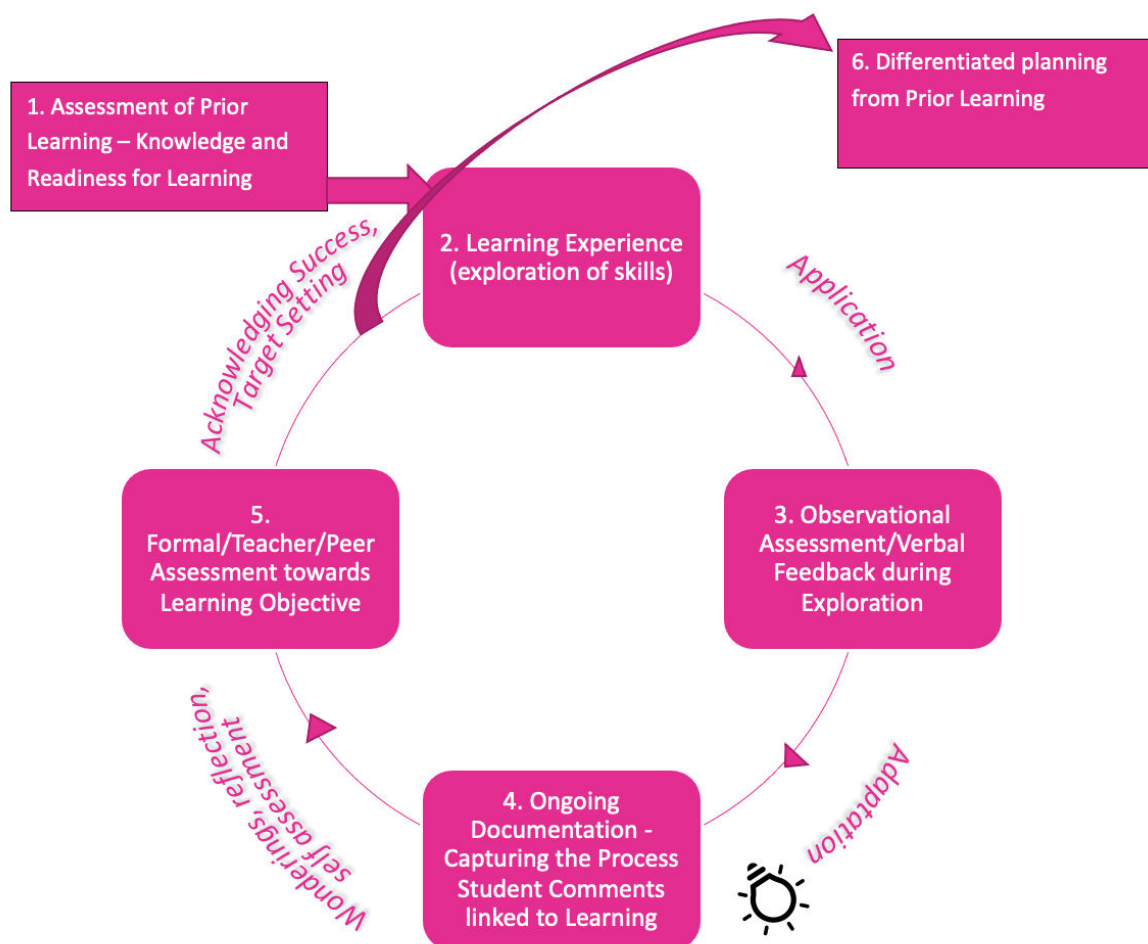 1. Assessment of Prior
Learning – Knowledge and
Readiness for Learning
6. Differentiated planning
from Prior Learning
2. Learning Experience
(exploration of skills)
Application
3. Observational
Assessment/Verbal
Feedback during
Exploration
Adaptation
4. Ongoing
Documentation -
Capturing the Process
Student Comments
linked to Learning
Wonderings, reflection,
self assessment
5.
Formal/Teacher/Peer
Assessment towards
Learning Objective
Acknowledging Success,
Target Setting